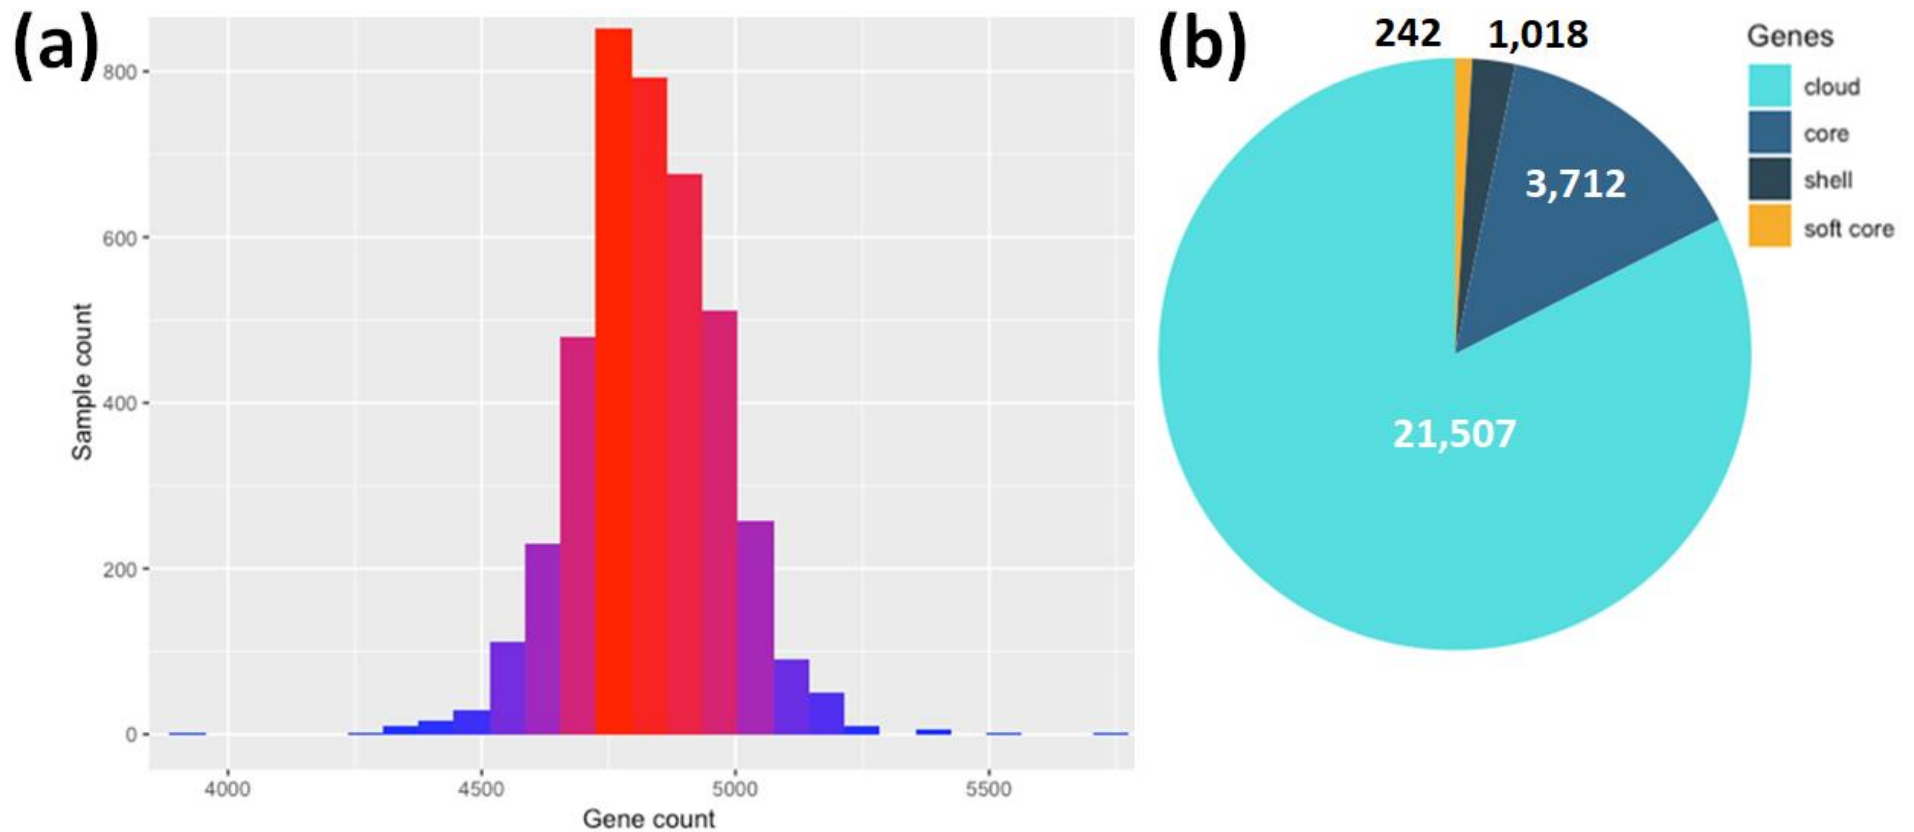 (a)
800
600
400
200
0
Sample count
4000 4500 5000 5500
Gene count
(b)
242 1,018
3,712
21,507
Genes
cloud
core
shell
soft core